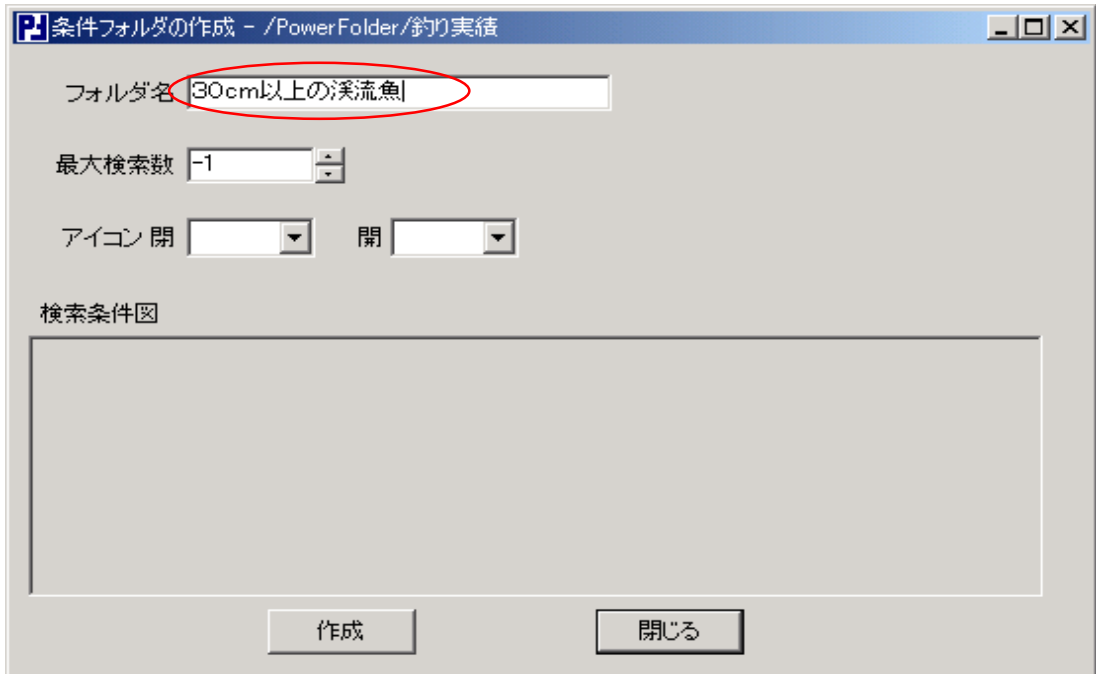 条件フォルダの作成 - /PowerFolder/釣り実績
フォルダ名 30cm以上の渓流魚
最大検索数 -1
アイコン 閉 開
検索条件図
作成 閉じる